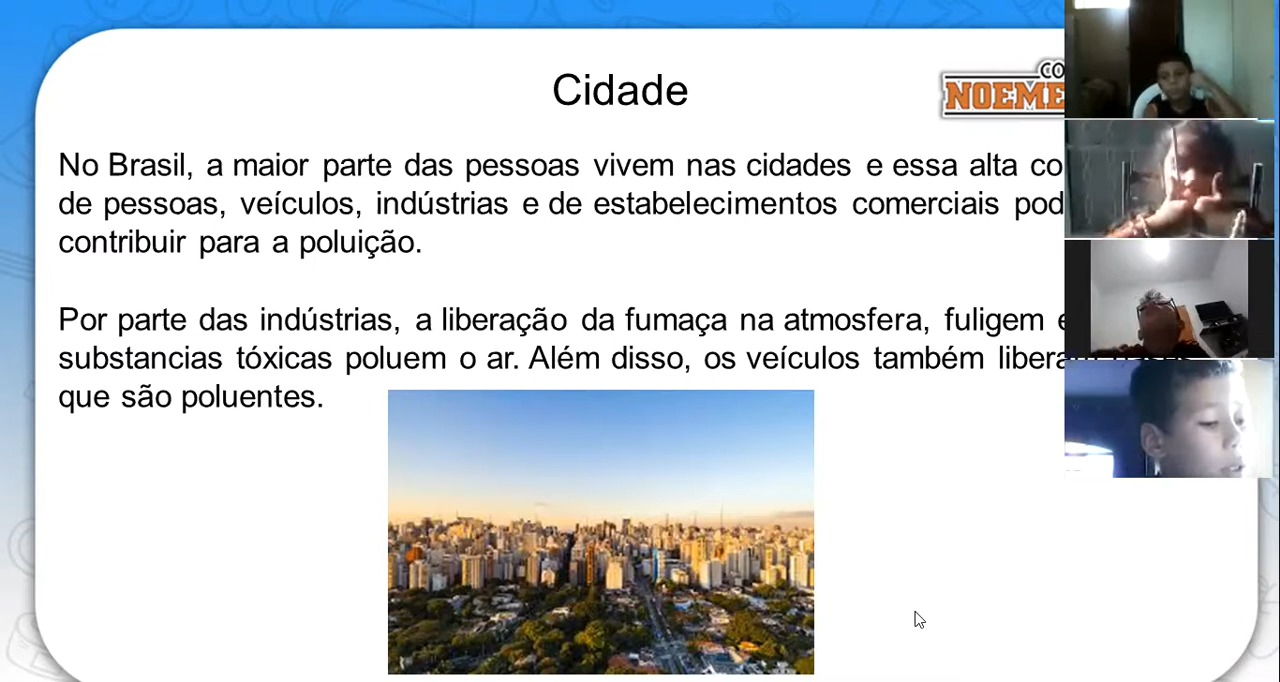 Cidade
CO
NOEME
No Brasil, a maior parte das pessoas vivem nas cidades e essa alta co
de pessoas, veículos, indústrias e de estabelecimentos comerciais pod
contribuir para a poluição.
Por parte das indústrias, a liberação da fumaça na atmosfera, fuligem e
substancias tóxicas poluem o ar. Além disso, os veículos também liberam
que são poluentes.